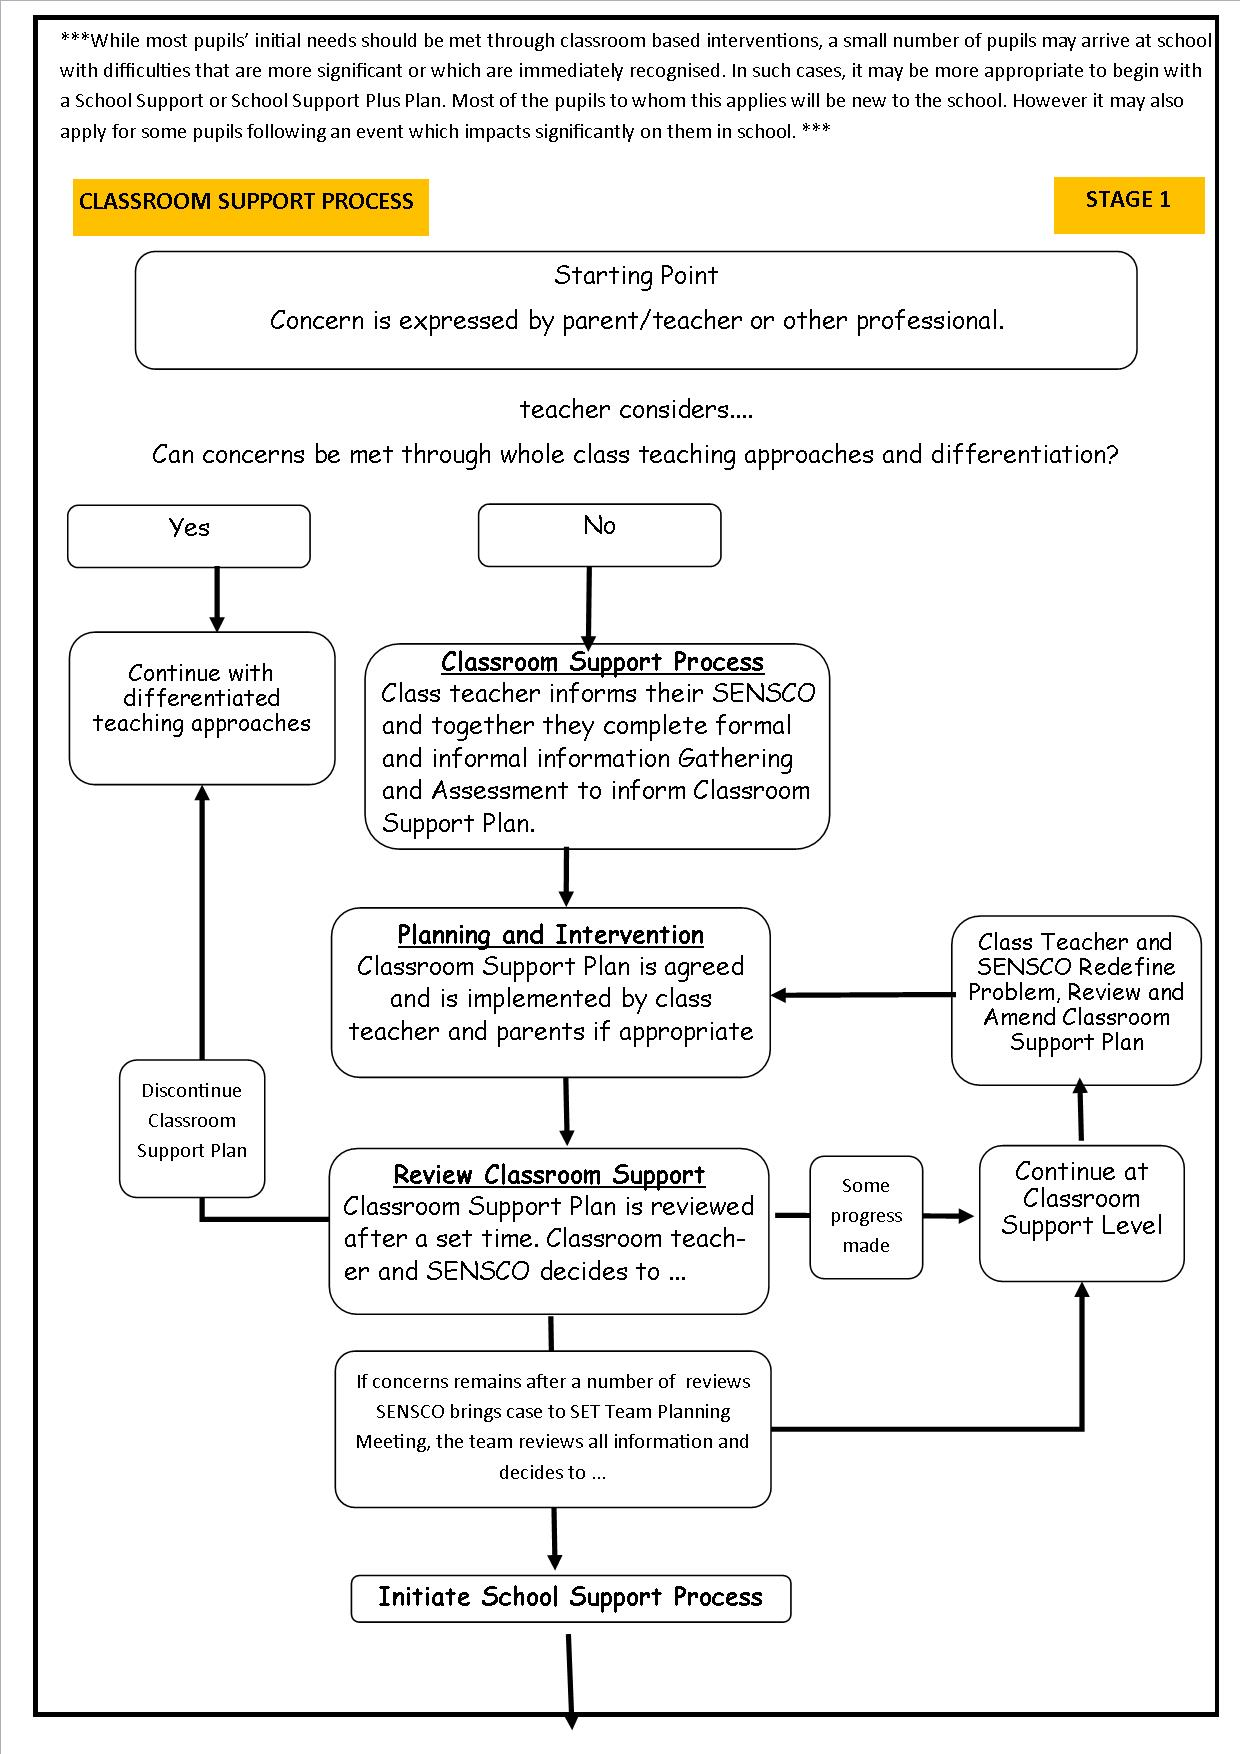 ***While most pupils' initial needs should be met through classroom based interventions, a small number of pupils may arrive at school
with difficulties that are more significant or which are immediately recognised. In such cases, it may be more appropriate to begin with
a School Support or School Support Plus Plan. Most of the pupils to whom this applies will be new to the school. However it may also
apply for some pupils following an event which impacts significantly on them in school. ***
CLASSROOM SUPPORT PROCESS
STAGE 1
Starting Point
Concern is expressed by parent/teacher or other professional.
teacher considers....
Can concerns be met through whole class teaching approaches and differentiation?
Yes
No
Continue with
differentiated
teaching approaches
Classroom Support Process
Class teacher informs their SENSCO
and together they complete formal
and informal information Gathering
and Assessment to inform Classroom
Support Plan.
Planning and Intervention
Classroom Support Plan is agreed
and is implemented by class
teacher and parents if appropriate
Class Teacher and
SENSCO Redefine
Problem, Review and
Amend Classroom
Support Plan
Discontinue
Classroom
Support Plan
Review Classroom Support
Classroom Support Plan is reviewed
after a set time. Classroom teach-
er and SENSCO decides to ...
Some
progress
made
Continue at
Classroom
Support Level
If concerns remains after a number of  reviews
SENSCO brings case to SET Team Planning
Meeting, the team reviews all information and
decides to ...
Initiate School Support Process